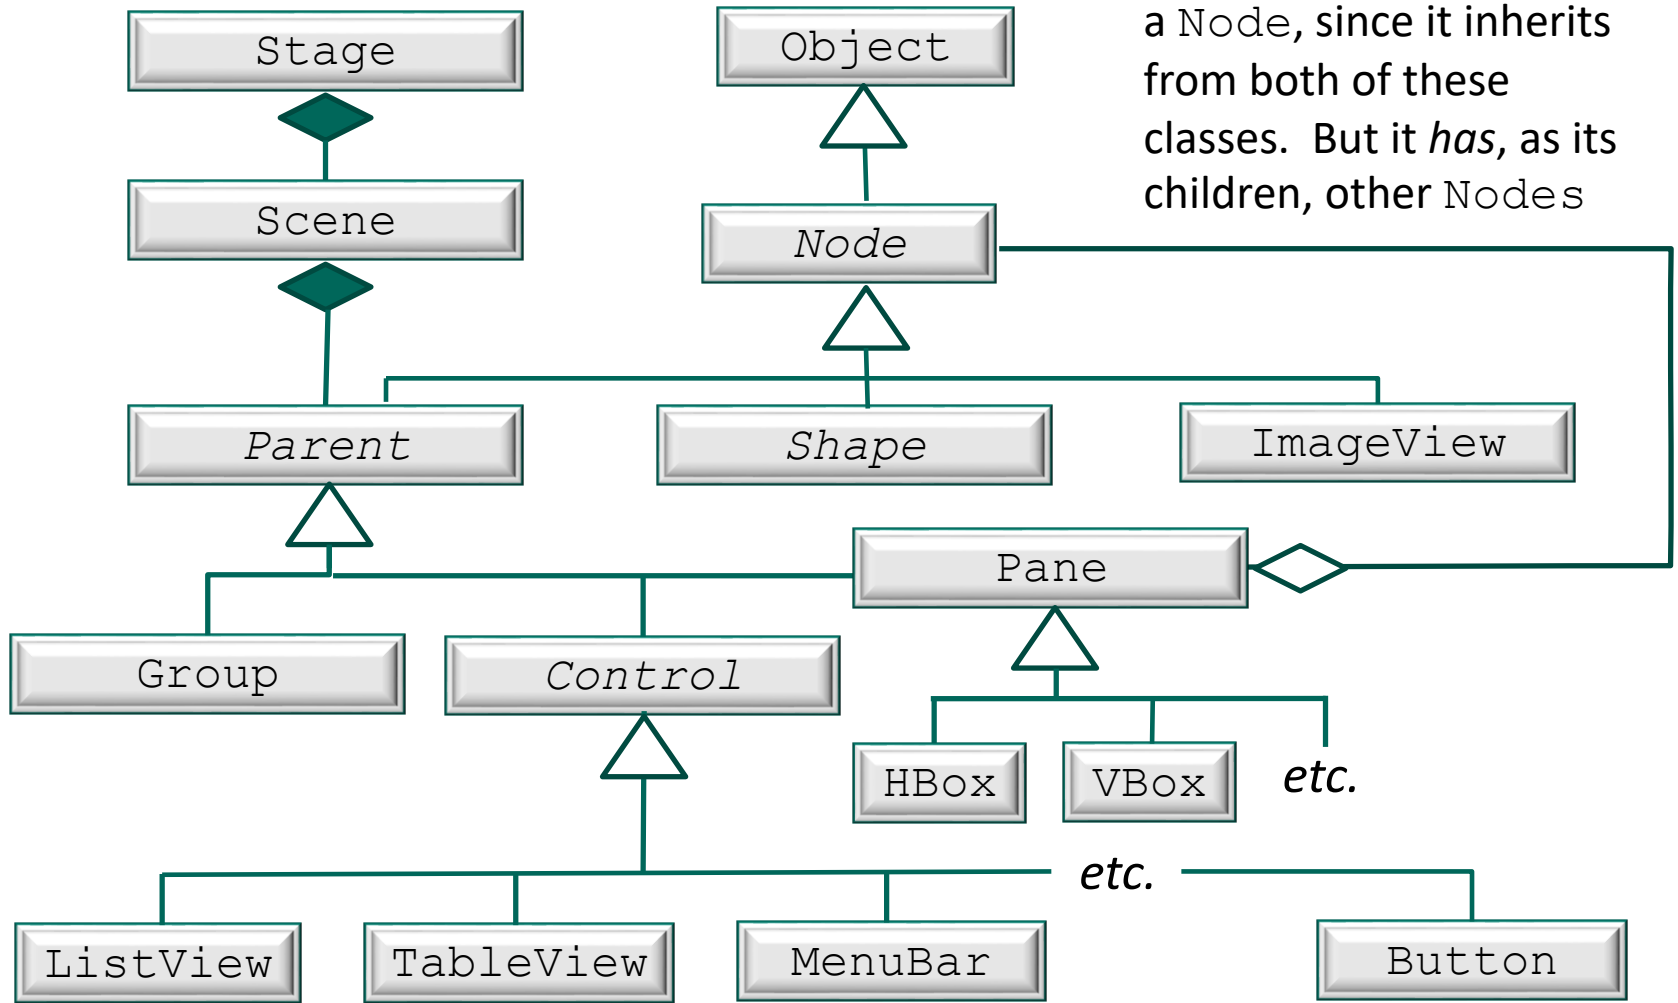 a Node, since it inherits
from both of these
classes.  But it has, as its
children, other Nodes
Stage
Object
Scene
Node
Parent
Shape
ImageView
Pane
Group
Control
HBox
VBox
etc.
etc.
ListView
TableView
MenuBar
Button